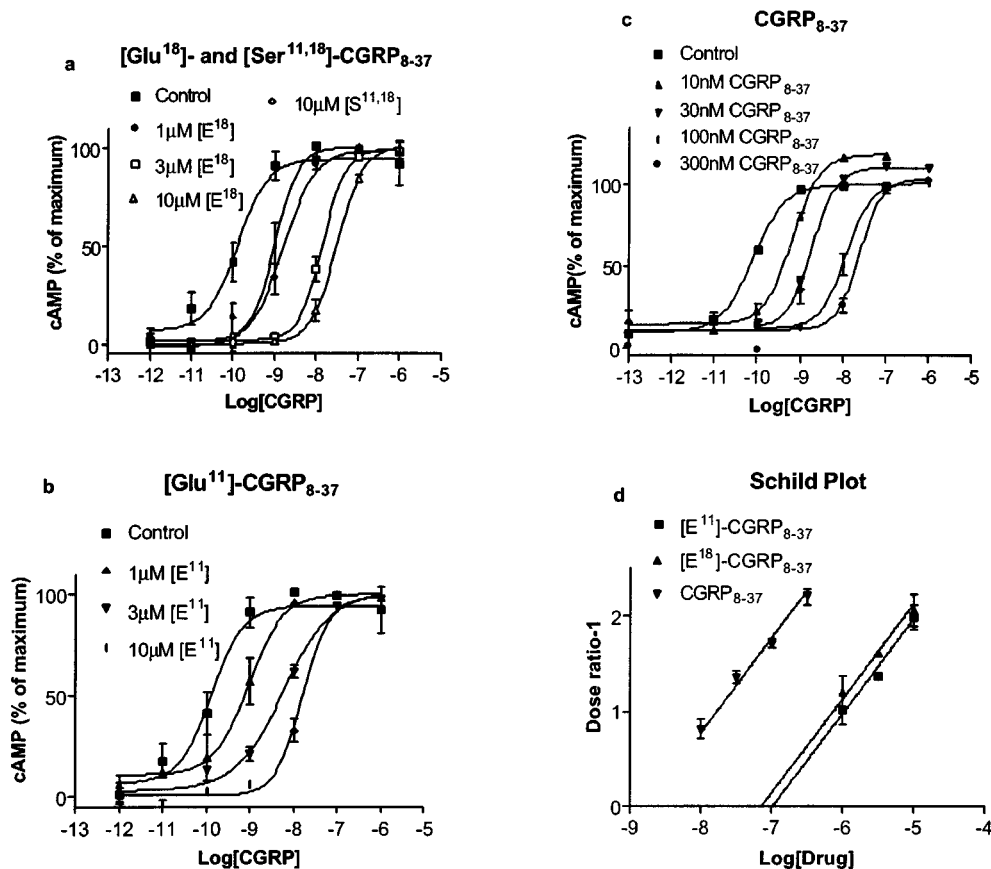 a
[Glu18]- and [Ser11,18]-CGRP8-37
Control
10µM [S11,18]
1µM [E18]
3µM [E18]
10µM [E18]
cAMP (% of maximum)
100
50
0
-13 -12 -11 -10 -9 -8 -7 -6 -5
Log[CGRP]
c
CGRP8-37
Control
10nM CGRP8-37
30nM CGRP8-37
100nM CGRP8-37
300nM CGRP8-37
cAMP(% of maximum)
100
50
0
-13 -12 -11 -10 -9 -8 -7 -6 -5
Log[CGRP]
b
[Glu11]-CGRP8-37
Control
1µM [E11]
3µM [E11]
10µM [E11]
cAMP (% of maximum)
100
50
0
-13 -12 -11 -10 -9 -8 -7 -6 -5
Log[CGRP]
d
Schild Plot
[E11]-CGRP8-37
[E18]-CGRP8-37
CGRP8-37
Dose ratio-1
2
1
0
-9 -8 -7 -6 -5 -4
Log[Drug]